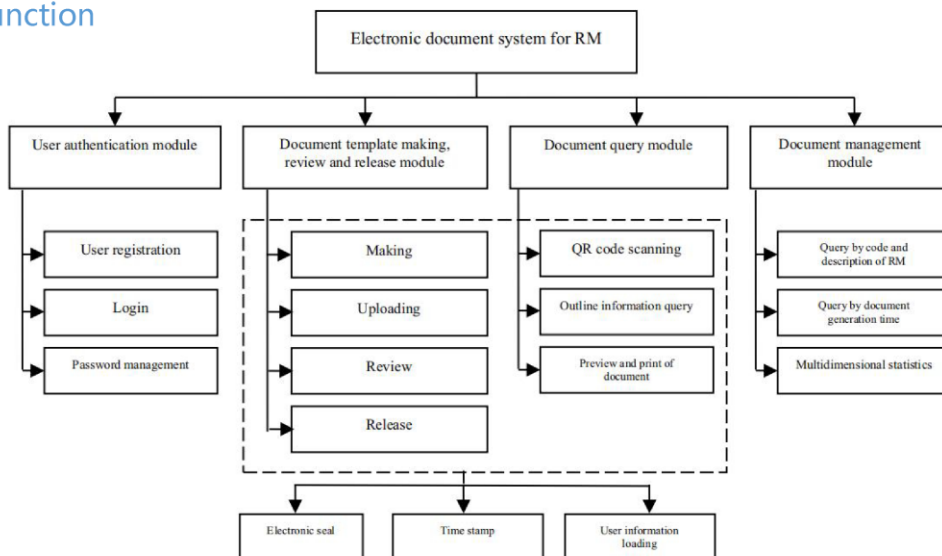 Electronic document system for RM
User authentication module
Document template making,
review and release module
Document query module
Document management
module
User registration
Login
Password management
Making
Uploading
Review
Release
QR code scanning
Outline information query
Preview and print of
document
Query by code and
description of RM
Query by document
generation time
Multidimensional statistics
Electronic seal
Time stamp
User information
loading